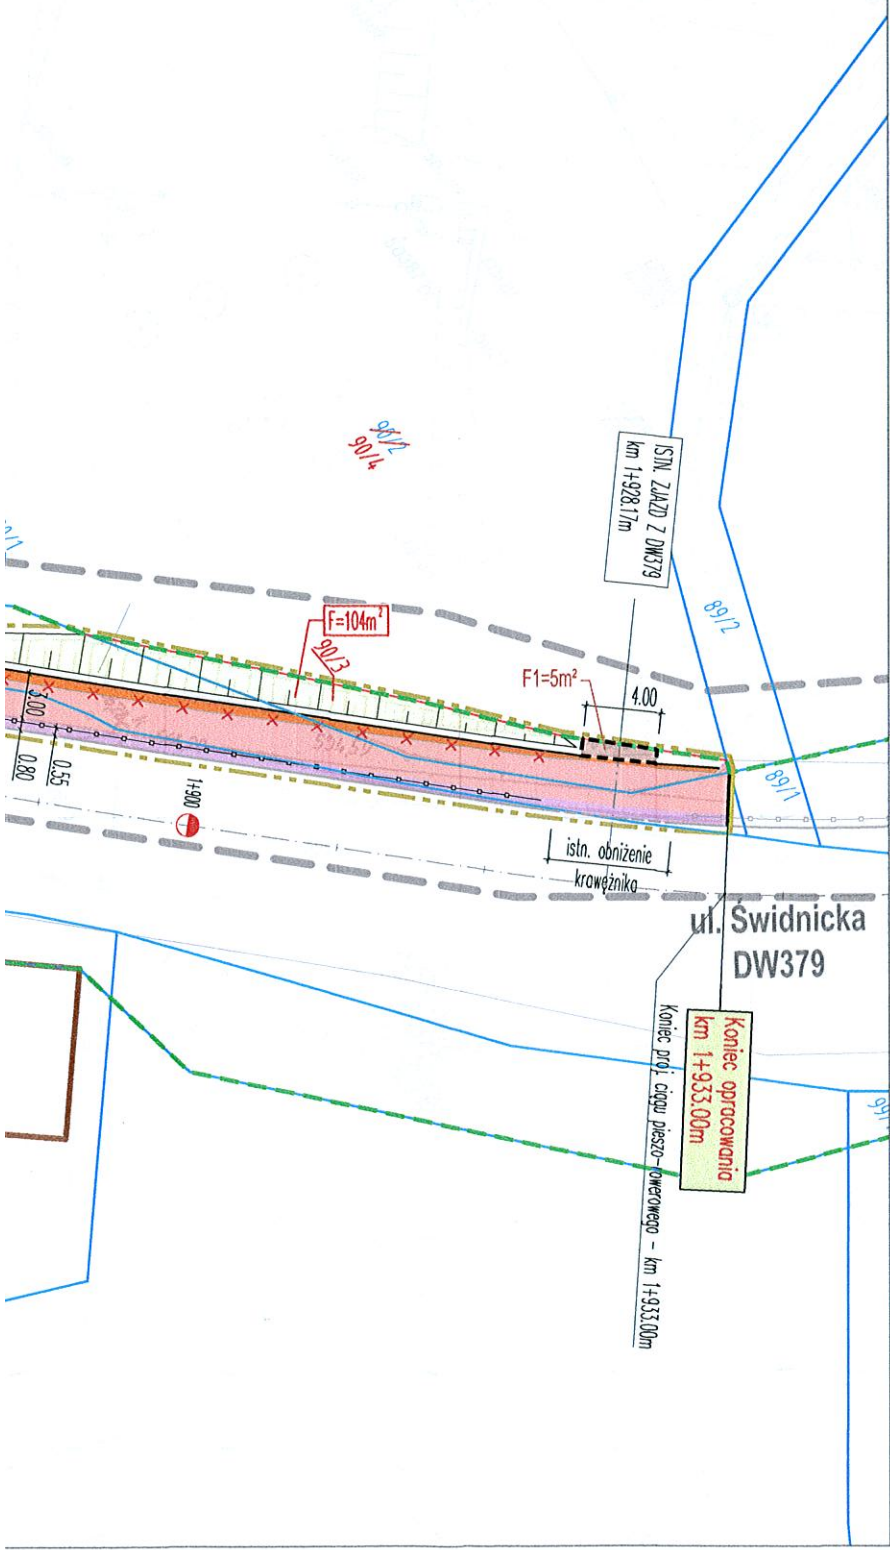 90/2
90/4
ISTN. ZJAZD Z DW379
km 1+928.17m
89/2
F=104m²
90/3
F1=5m²
4.00
89/1
3.00
0.55
0.80
1+900
istn. obniżenie
krawężnika
ul. Świdnicka
DW379
Koniec opracowania
km 1+933.00m
Koniec proj. ciągu pieszo-rowerowego - km 1+933.00m